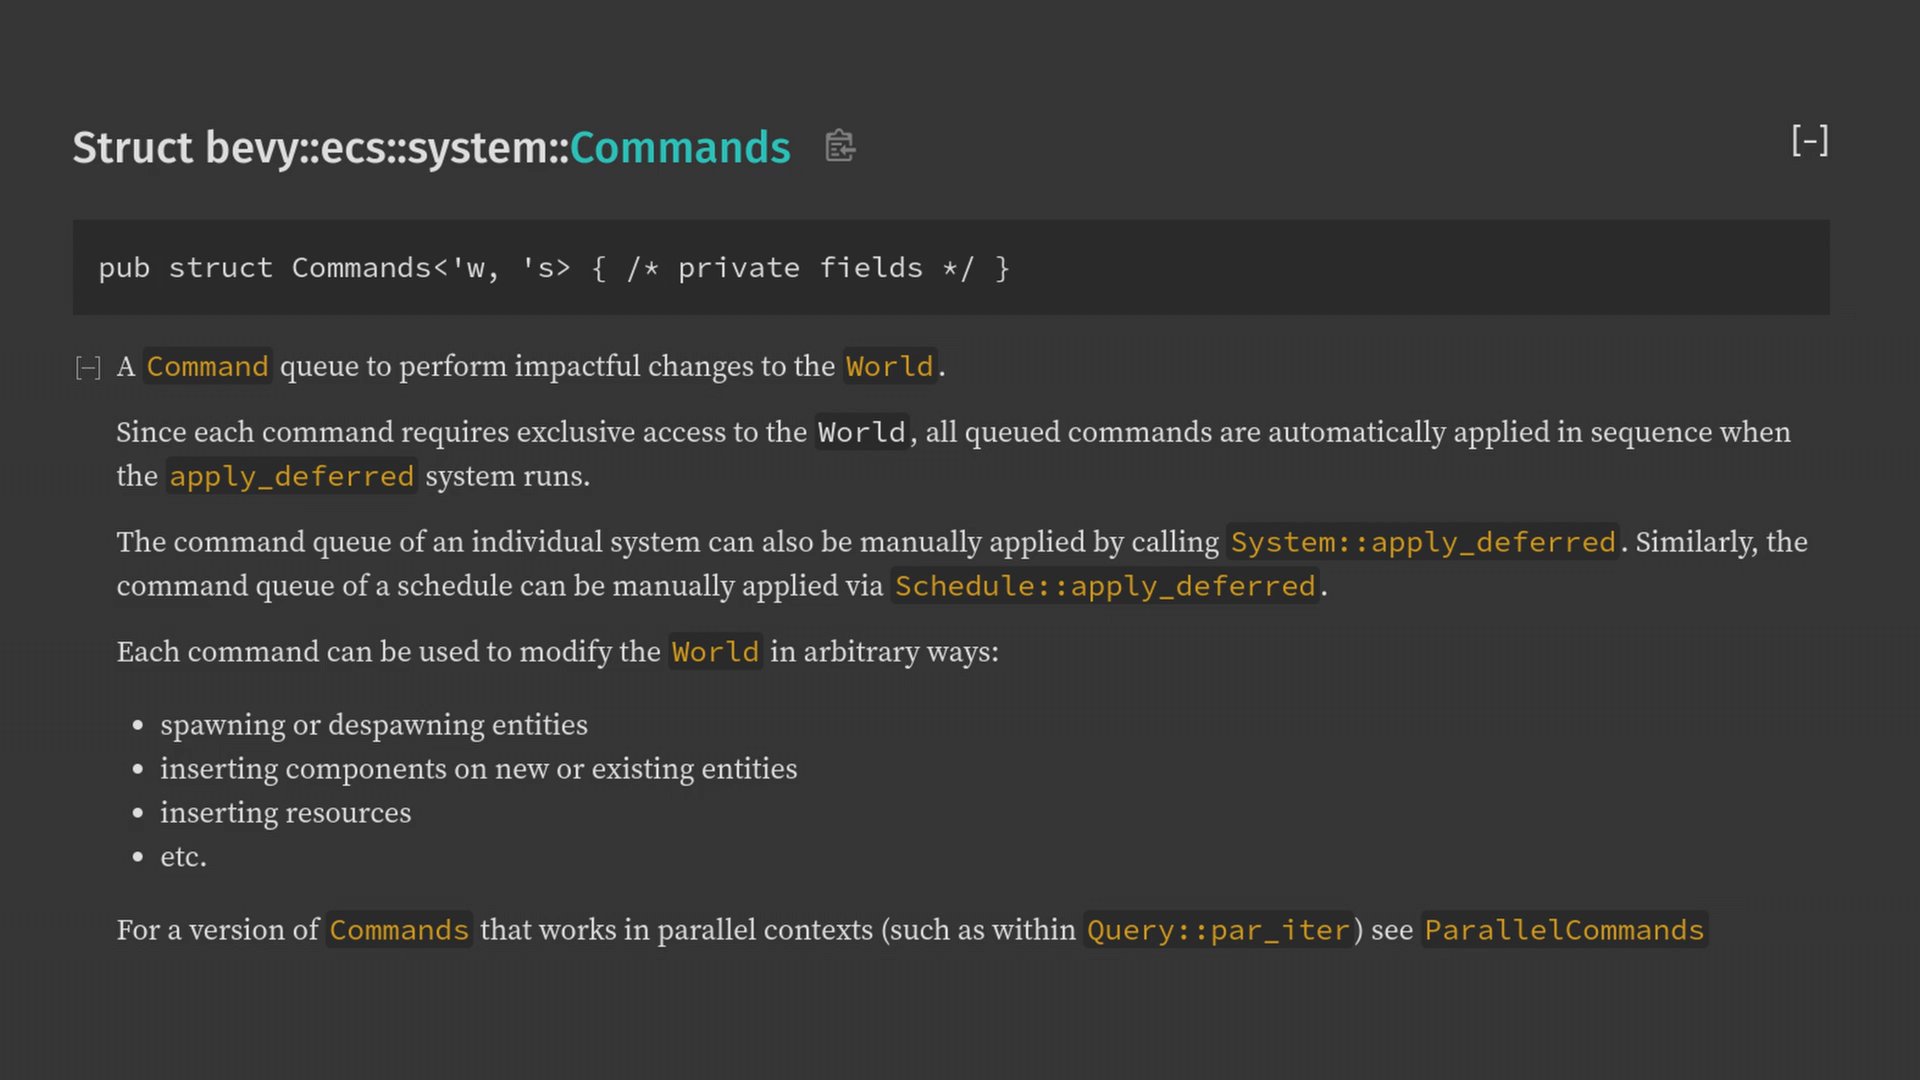 Struct bevy::ecs::system::Commands
[−]
pub struct Commands<'w, 's> { /* private fields */ }
[−] A Command queue to perform impactful changes to the World.
Since each command requires exclusive access to the World, all queued commands are automatically applied in sequence when
the apply_deferred system runs.
The command queue of an individual system can also be manually applied by calling System::apply_deferred. Similarly, the
command queue of a schedule can be manually applied via Schedule::apply_deferred.
Each command can be used to modify the World in arbitrary ways:
• spawning or despawning entities
• inserting components on new or existing entities
• inserting resources
• etc.
For a version of Commands that works in parallel contexts (such as within Query::par_iter) see ParallelCommands